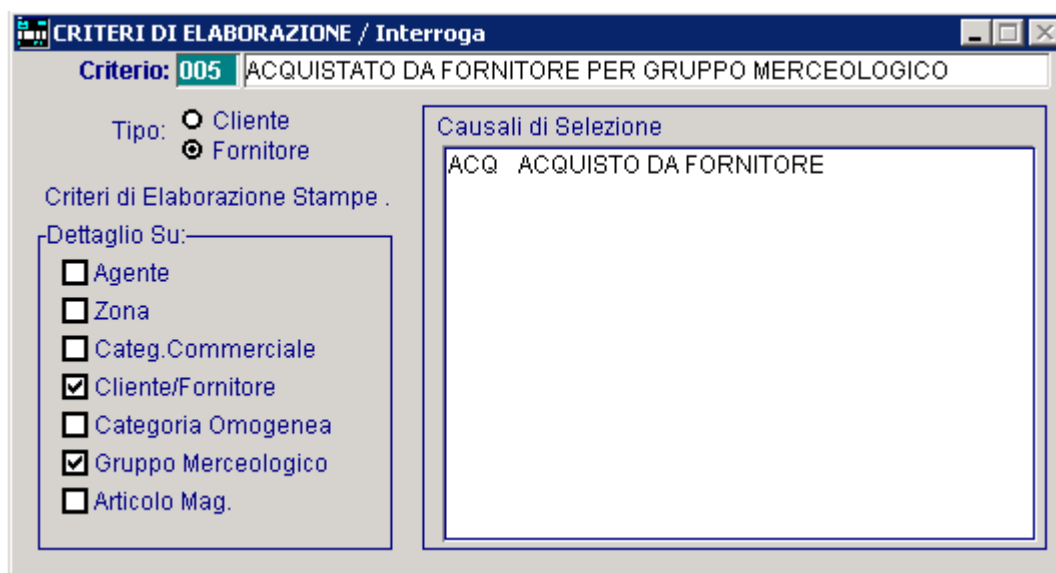 CRITERI DI ELABORAZIONE / Interroga
Criterio: 005 ACQUISTATO DA FORNITORE PER GRUPPO MERCEOLOGICO
Tipo:
Cliente
Fornitore
Criteri di Elaborazione Stampe .
Dettaglio Su:
Agente
Zona
Categ.Commerciale
Cliente/Fornitore
Categoria Omogenea
Gruppo Merceologico
Articolo Mag.
Causali di Selezione
ACQ ACQUISTO DA FORNITORE